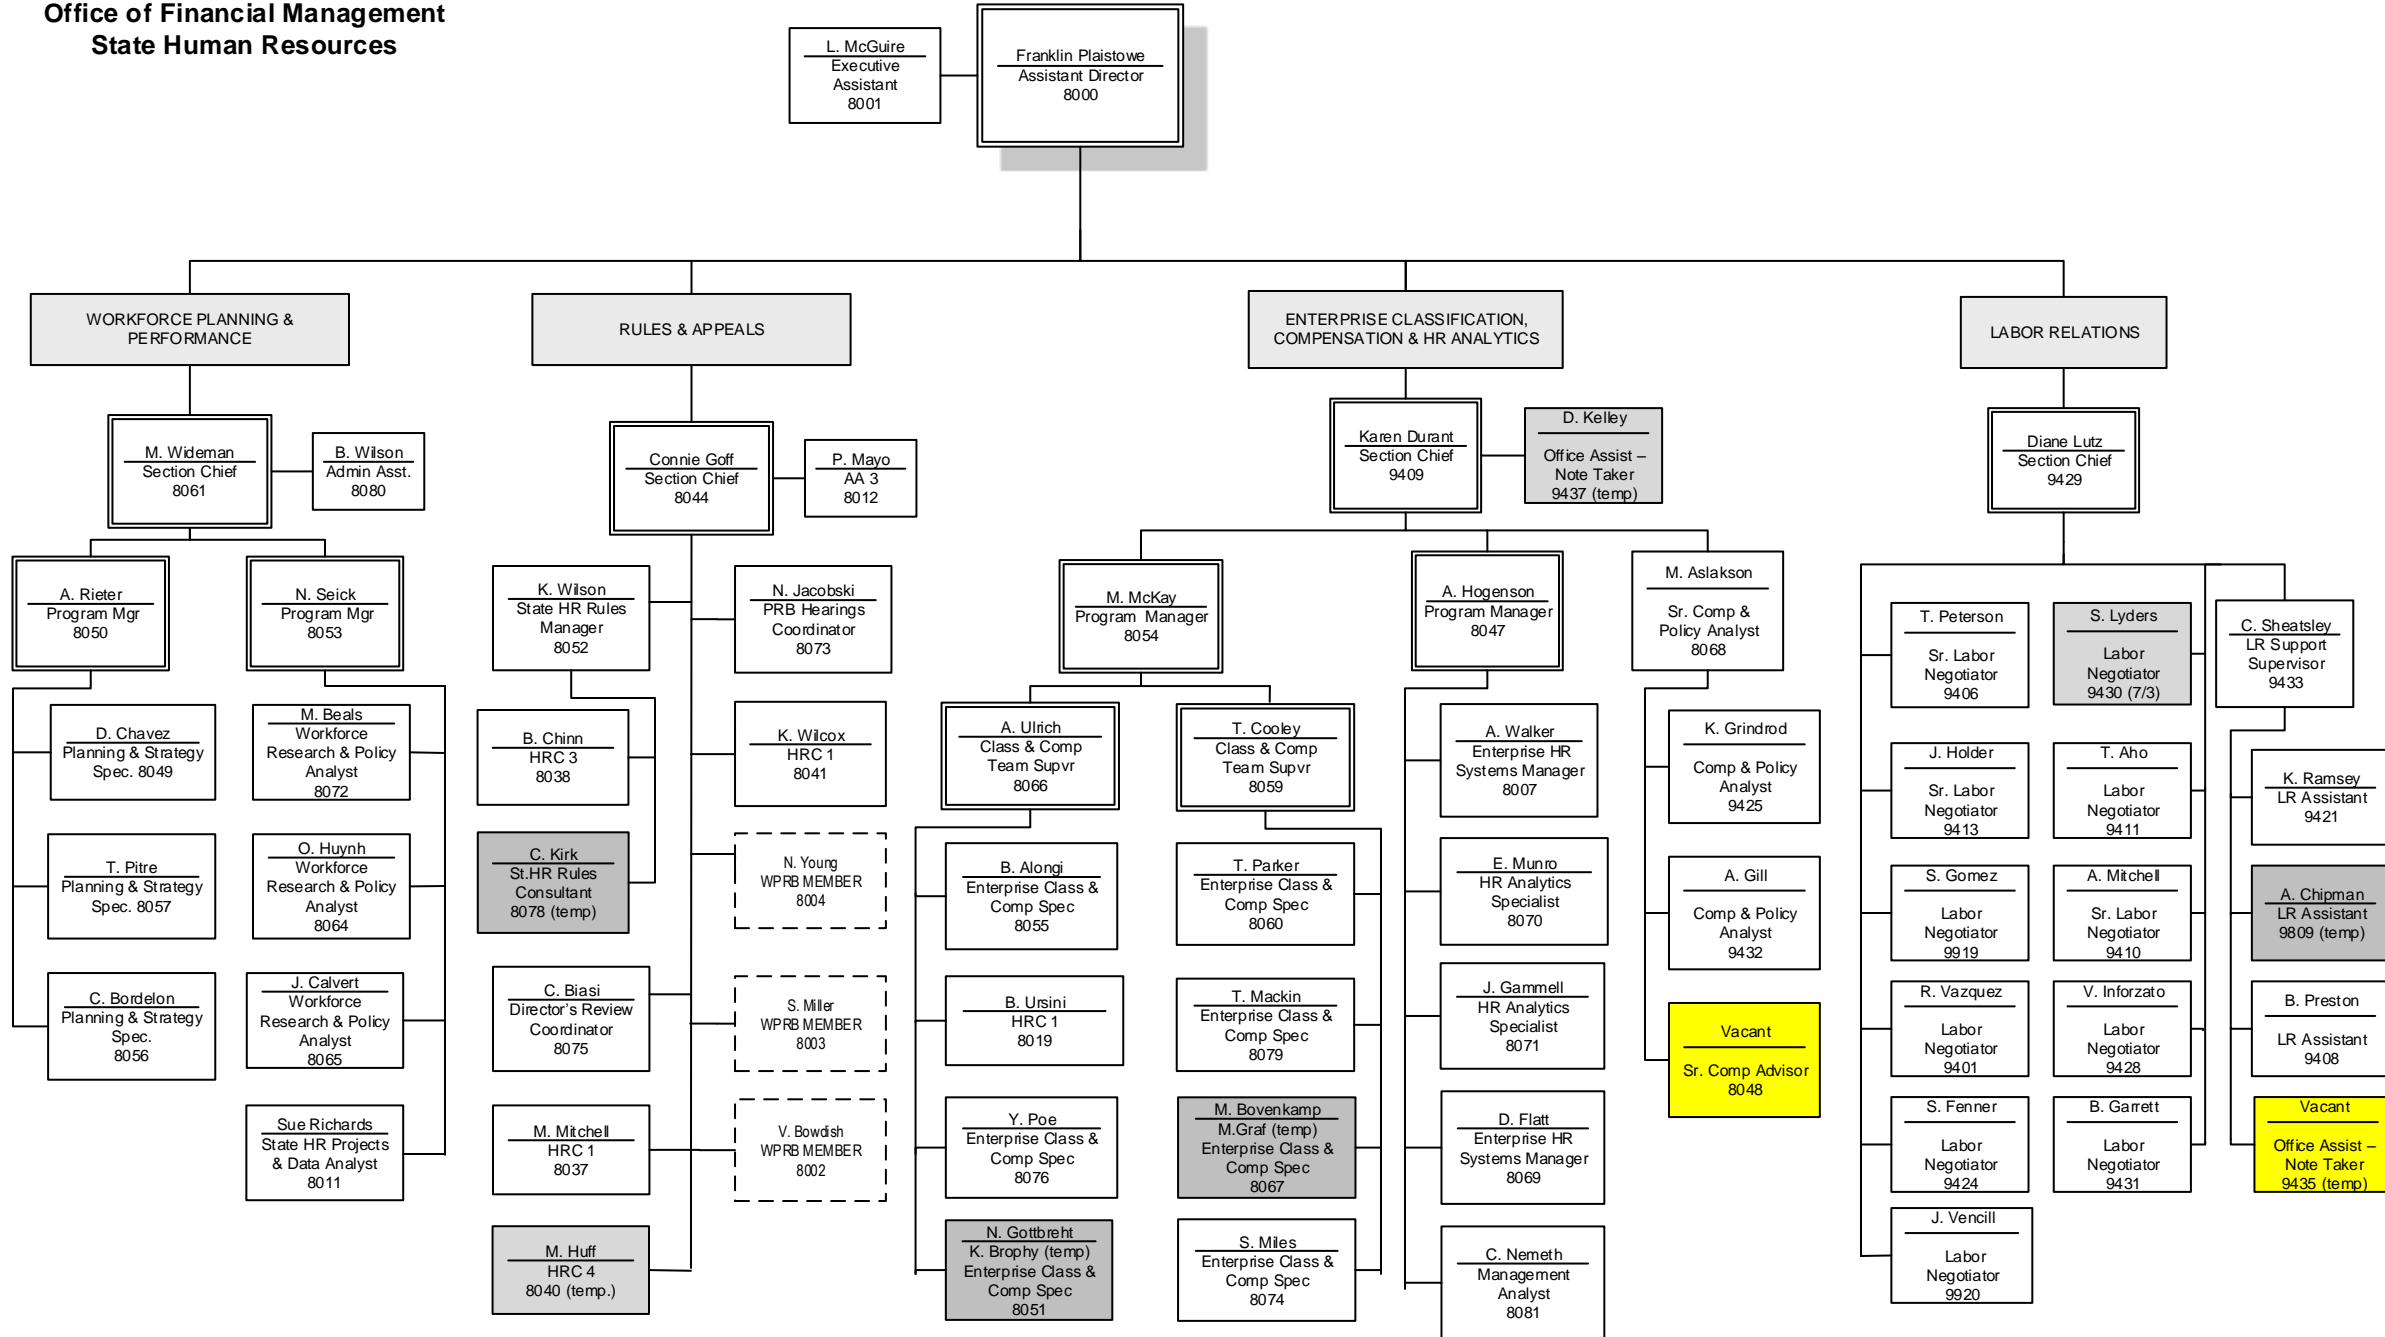 Office of Financial Management
State Human Resources
L. McGuire
Executive
Assistant
8001
Franklin Plaistowe
Assistant Director
8000
WORKFORCE PLANNING &
PERFORMANCE
RULES & APPEALS
ENTERPRISE CLASSIFICATION,
COMPENSATION & HR ANALYTICS
LABOR RELATIONS
M. Wideman
Section Chief
8061
B. Wilson
Admin Asst.
8080
A. Rieter
Program Mgr
8050
N. Seick
Program Mgr
8053
D. Chavez
Planning & Strategy
Spec. 8049
T. Pitre
Planning & Strategy
Spec. 8057
C. Bordelon
Planning & Strategy
Spec.
8056
M. Beals
Workforce
Research & Policy
Analyst
8072
O. Huynh
Workforce
Research & Policy
Analyst
8064
J. Calvert
Workforce
Research & Policy
Analyst
8065
Sue Richards
State HR Projects
& Data Analyst
8011
Connie Goff
Section Chief
8044
P. Mayo
AA 3
8012
K. Wilson
State HR Rules
Manager
8052
B. Chinn
HRC 3
8038
C. Kirk
St.HR Rules
Consultant
8078 (temp)
C. Biasi
Director's Review
Coordinator
8075
M. Mitchell
HRC 1
8037
M. Huff
HRC 4
8040 (temp.)
N. Jacobski
PRB Hearings
Coordinator
8073
K. Wilcox
HRC 1
8041
N. Young
WPRB MEMBER
8004
S. Miller
WPRB MEMBER
8003
V. Bowdish
WPRB MEMBER
8002
Karen Durant
Section Chief
9409
D. Kelley
Office Assist –
Note Taker
9437 (temp)
M. McKay
Program Manager
8054
A. Ulrich
Class & Comp
Team Supvr
8066
B. Alongi
Enterprise Class &
Comp Spec
8055
B. Ursini
HRC 1
8019
Y. Poe
Enterprise Class &
Comp Spec
8076
N. Gottbreht
K. Brophy (temp)
Enterprise Class &
Comp Spec
8051
T. Cooley
Class & Comp
Team Supvr
8059
T. Parker
Enterprise Class &
Comp Spec
8060
T. Mackin
Enterprise Class &
Comp Spec
8079
M. Bovenkamp
M.Graf (temp)
Enterprise Class &
Comp Spec
8067
S. Miles
Enterprise Class &
Comp Spec
8074
A. Hogenson
Program Manager
8047
A. Walker
Enterprise HR
Systems Manager
8007
E. Munro
HR Analytics
Specialist
8070
J. Gammell
HR Analytics
Specialist
8071
D. Flatt
Enterprise HR
Systems Manager
8069
C. Nemeth
Management
Analyst
8081
M. Aslakson
Sr. Comp &
Policy Analyst
8068
K. Grindrod
Comp & Policy
Analyst
9425
A. Gill
Comp & Policy
Analyst
9432
Vacant
Sr. Comp Advisor
8048
Diane Lutz
Section Chief
9429
T. Peterson
Sr. Labor
Negotiator
9406
J. Holder
Sr. Labor
Negotiator
9413
S. Gomez
Labor
Negotiator
9919
R. Vazquez
Labor
Negotiator
9401
S. Fenner
Labor
Negotiator
9424
J. Vencill
Labor
Negotiator
9920
S. Lyders
Labor
Negotiator
9430 (7/3)
T. Aho
Labor
Negotiator
9411
A. Mitchell
Sr. Labor
Negotiator
9410
V. Inforzato
Labor
Negotiator
9428
B. Garrett
Labor
Negotiator
9431
C. Sheatsley
LR Support
Supervisor
9433
K. Ramsey
LR Assistant
9421
A. Chipman
LR Assistant
9809 (temp)
B. Preston
LR Assistant
9408
Vacant
Office Assist –
Note Taker
9435 (temp)